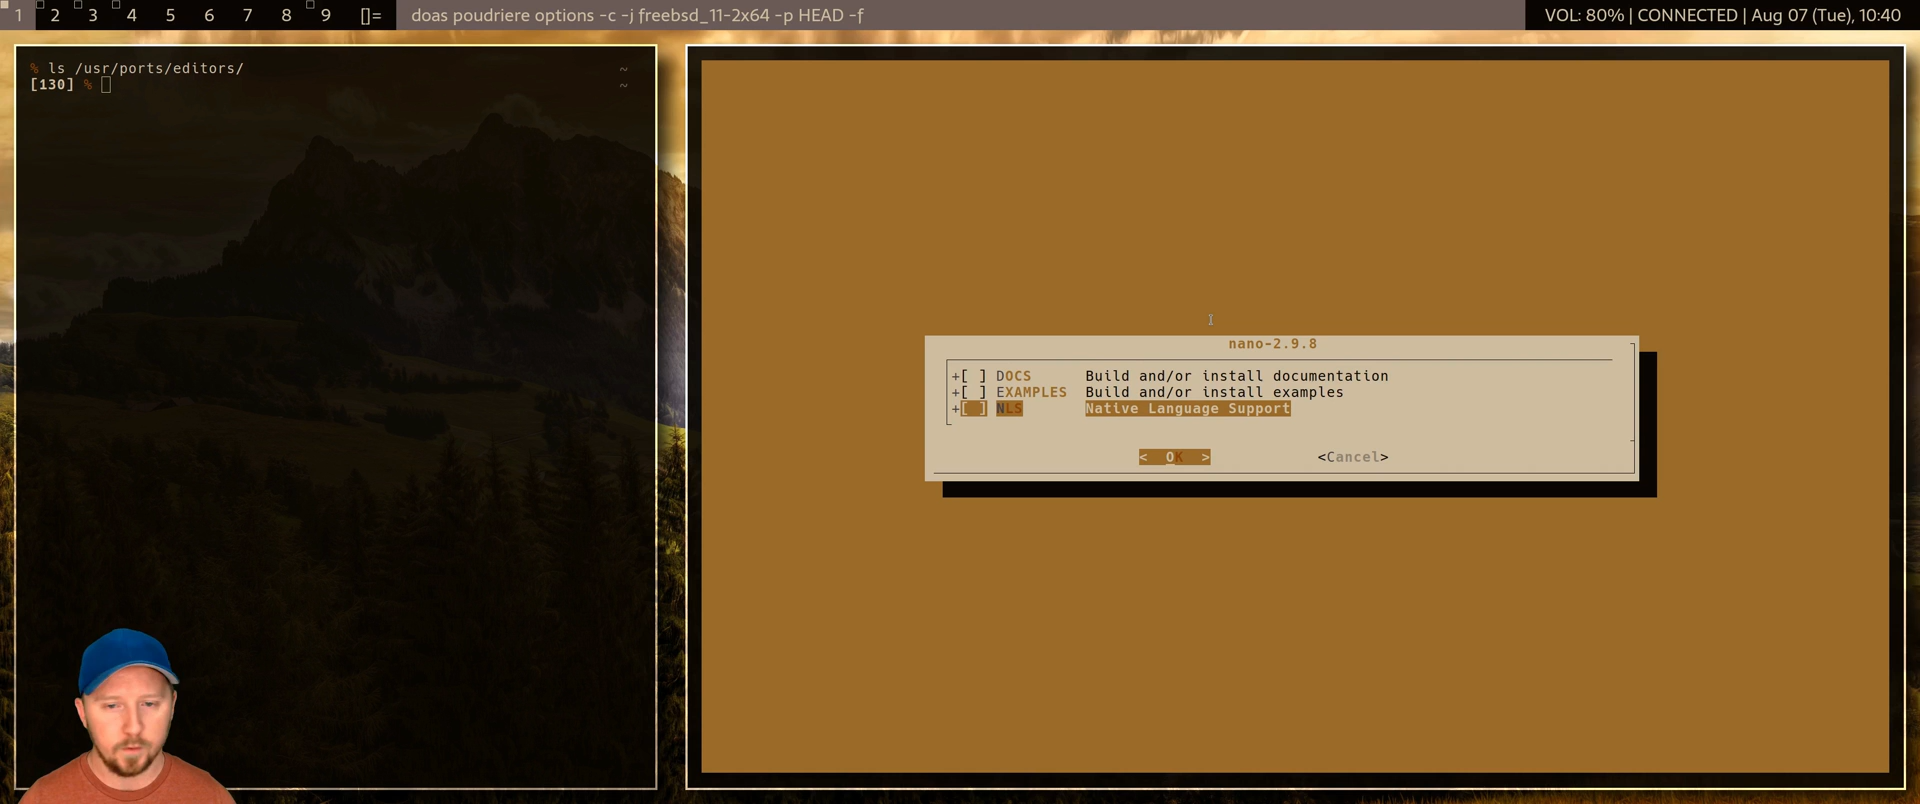 1 2 3 4 5 6 7 8 9 []= doas poudriere options -c -j freebsd_11-2x64 -p HEAD -f VOL: 80% | CONNECTED | Aug 07 (Tue), 10:40
% ls /usr/ports/editors/ ~
[130] % ~
nano-2.9.8
+[ ] DOCS Build and/or install documentation
+[ ] EXAMPLES Build and/or install examples
+[ ] NLS Native Language Support
< OK > <Cancel>